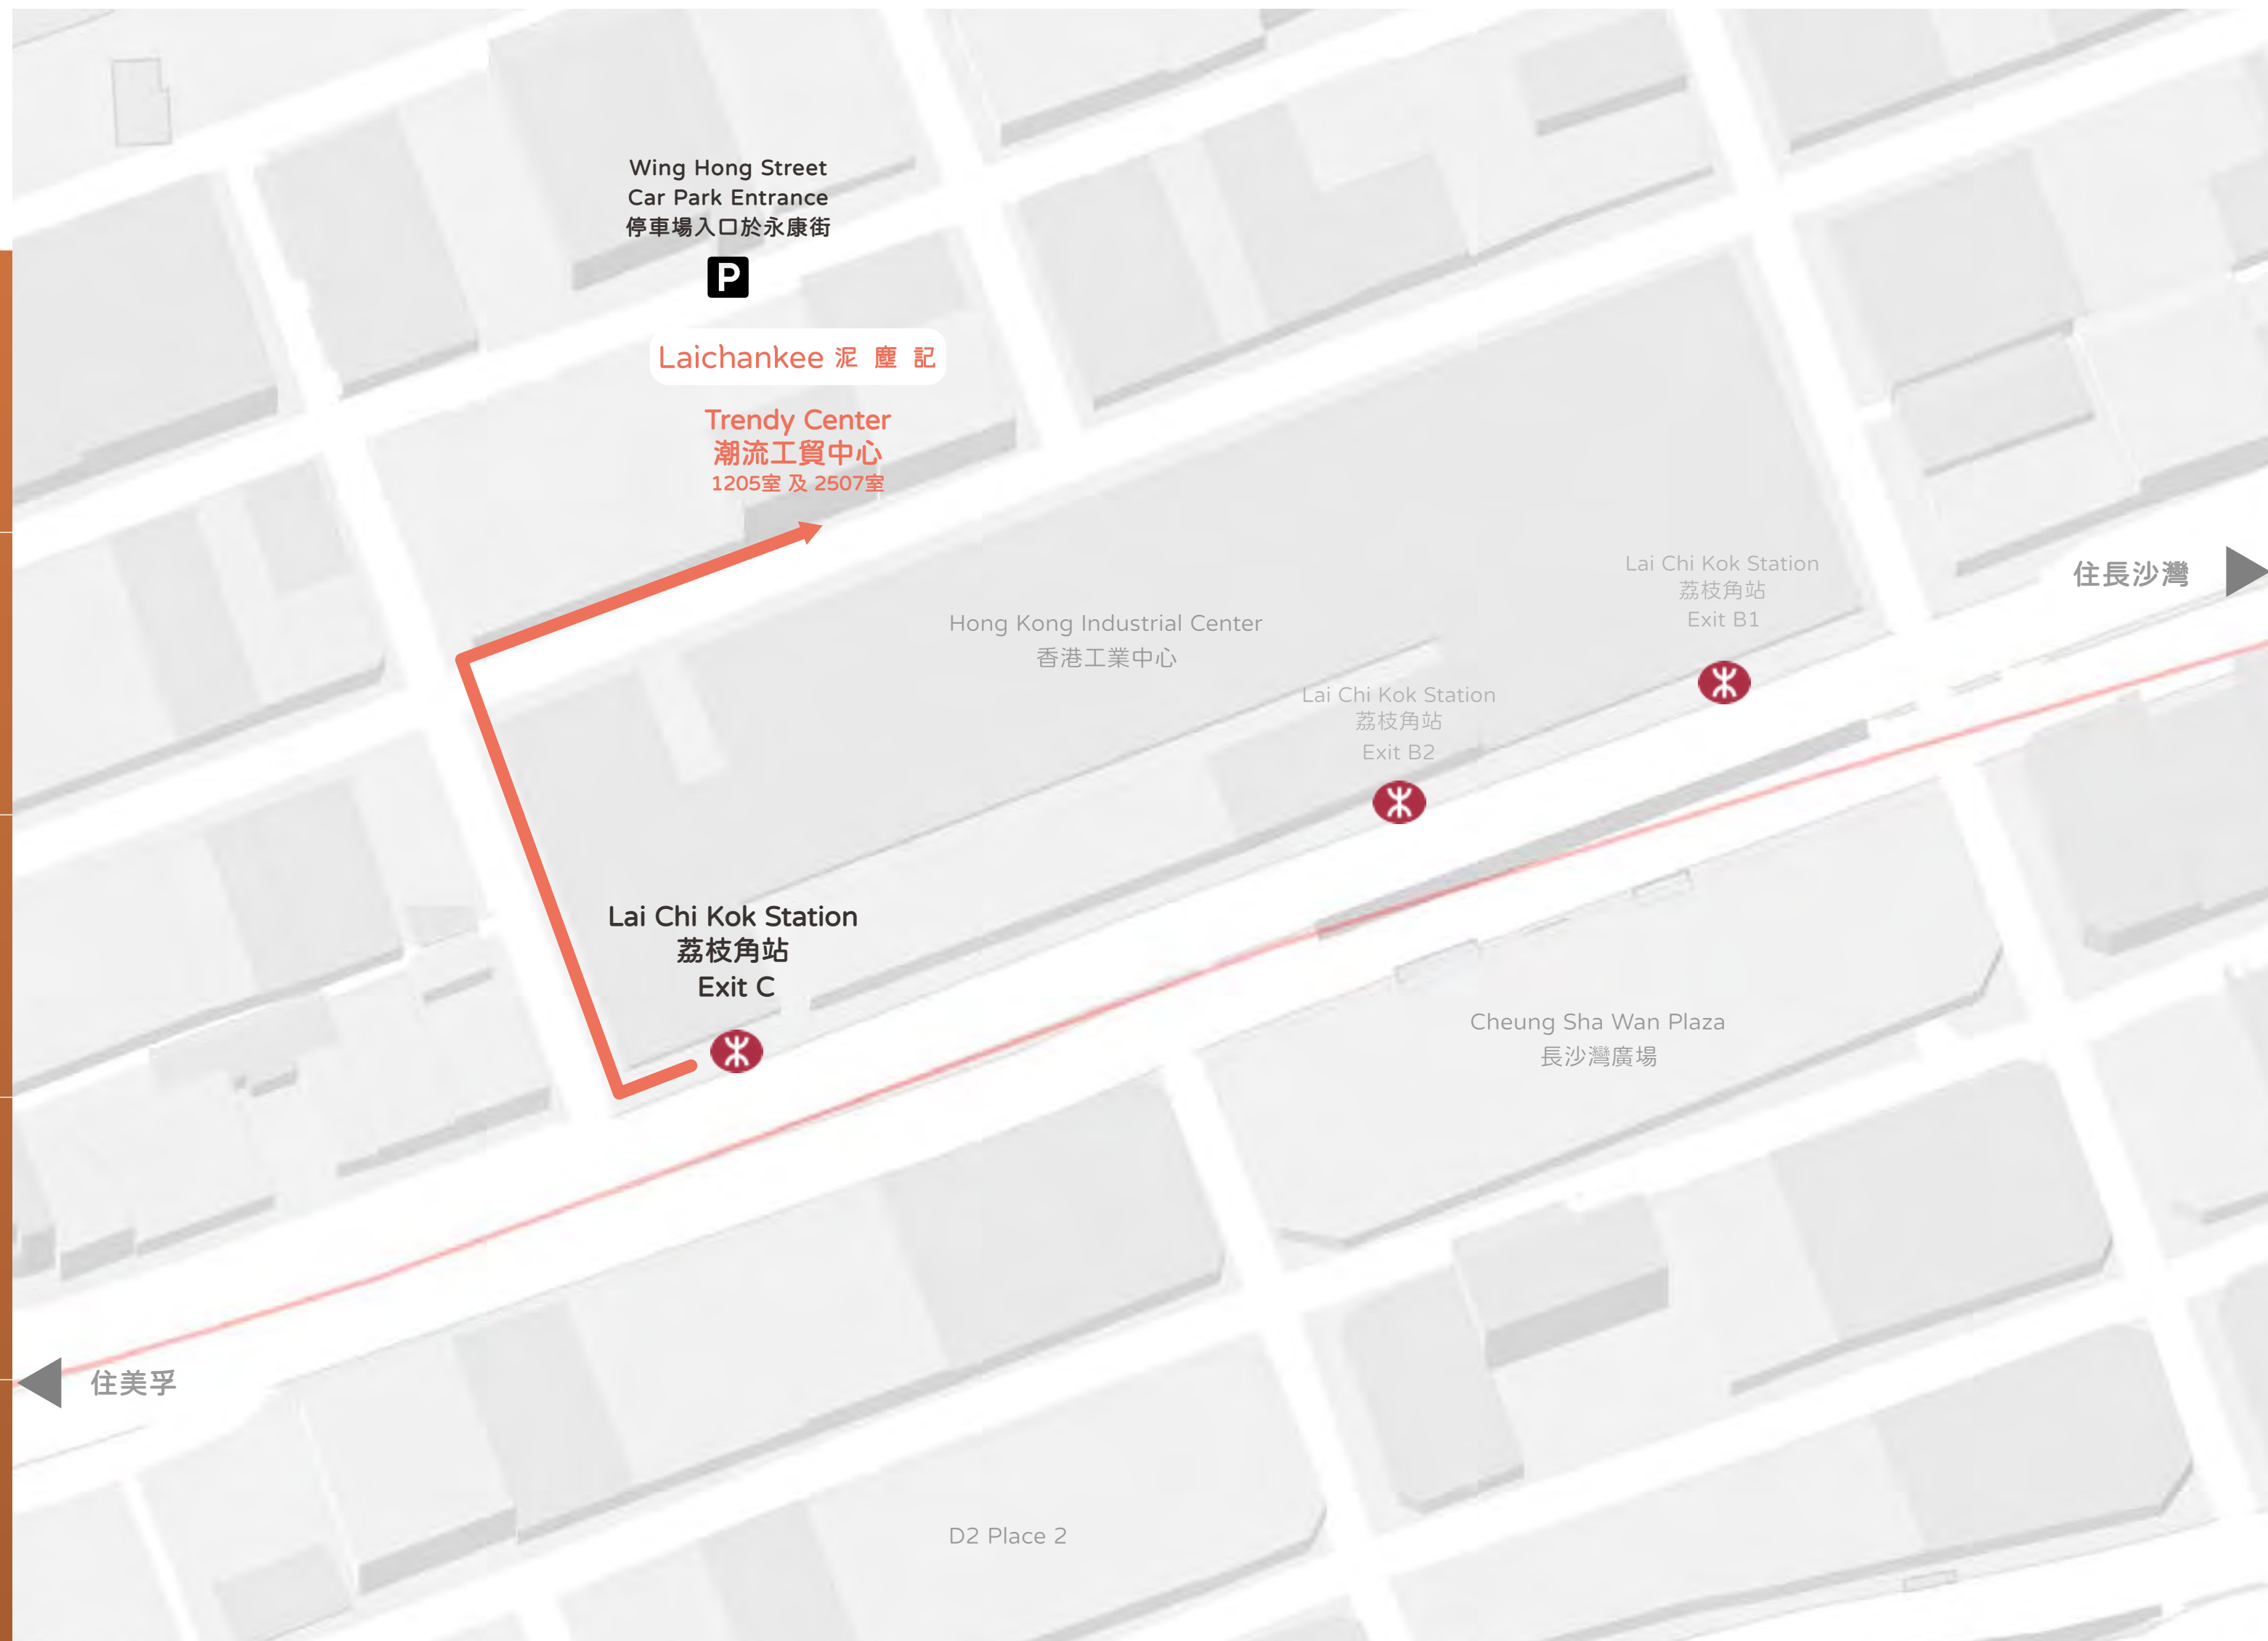 Wing Hong Street
Car Park Entrance
停車場入口於永康街
P
Laichankee 泥 塵 記
Trendy Center
潮流工貿中心
1205室 及 2507室
Lai Chi Kok Station
荔枝角站
Exit B1
住長沙灣
Hong Kong Industrial Center
香港工業中心
Lai Chi Kok Station
荔枝角站
Exit B2
Lai Chi Kok Station
荔枝角站
Exit C
Cheung Sha Wan Plaza
長沙灣廣場
住美孚
D2 Place 2